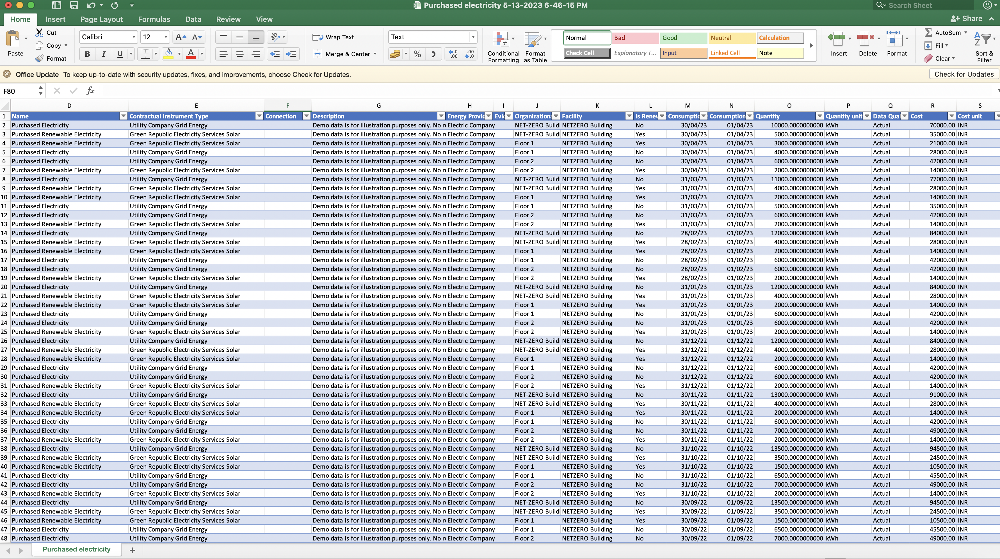 Purchased electricity 5-13-2023 6-46-15 PM
Search Sheet
Home Insert Page Layout Formulas Data Review View Share
Paste Cut Copy Format
Calibri 12
B I U
Wrap Text
Merge & Center
Text
Conditional Formatting
Format as Table
Normal Bad Good Neutral Calculation
Check Cell Explanatory T... Input Linked Cell Note
Insert Delete Format
AutoSum
Fill
Clear
Sort & Filter
Office Update To keep up-to-date with security updates, fixes, and improvements, choose Check for Updates. Check for Updates
F80 fx
D E F G H I J K L M N O P Q R S
1 Name Contractual Instrument Type Connection Description Energy Provic Evic Organizationa Facility Is Renev Consumptic Consumption Quantity Quantity unit Data Qua Cost Cost unit
2 Purchased Electricity Utility Company Grid Energy Demo data is for illustration purposes only. No re Electric Company NET-ZERO Buildi NETZERO Building No 30/04/23 01/04/23 10000.0000000000 kWh Actual 70000.00 INR
3 Purchased Renewable Electricity Green Republic Electricity Services Solar Demo data is for illustration purposes only. No re Electric Company NET-ZERO Buildi NETZERO Building Yes 30/04/23 01/04/23 5000.0000000000 kWh Actual 35000.00 INR
4 Purchased Renewable Electricity Green Republic Electricity Services Solar Demo data is for illustration purposes only. No re Electric Company Floor 1 NETZERO Building Yes 30/04/23 01/04/23 3000.0000000000 kWh Actual 21000.00 INR
5 Purchased Electricity Utility Company Grid Energy Demo data is for illustration purposes only. No re Electric Company Floor 1 NETZERO Building No 30/04/23 01/04/23 4000.0000000000 kWh Actual 28000.00 INR
6 Purchased Electricity Utility Company Grid Energy Demo data is for illustration purposes only. No re Electric Company Floor 2 NETZERO Building No 30/04/23 01/04/23 6000.0000000000 kWh Actual 42000.00 INR
7 Purchased Renewable Electricity Green Republic Electricity Services Solar Demo data is for illustration purposes only. No re Electric Company Floor 2 NETZERO Building Yes 30/04/23 01/04/23 2000.0000000000 kWh Actual 14000.00 INR
8 Purchased Electricity Utility Company Grid Energy Demo data is for illustration purposes only. No re Electric Company NET-ZERO Buildi NETZERO Building No 31/03/23 01/03/23 11000.0000000000 kWh Actual 77000.00 INR
9 Purchased Renewable Electricity Green Republic Electricity Services Solar Demo data is for illustration purposes only. No re Electric Company NET-ZERO Buildi NETZERO Building Yes 31/03/23 01/03/23 4000.0000000000 kWh Actual 28000.00 INR
10 Purchased Renewable Electricity Green Republic Electricity Services Solar Demo data is for illustration purposes only. No re Electric Company Floor 1 NETZERO Building Yes 31/03/23 01/03/23 2000.0000000000 kWh Actual 14000.00 INR
11 Purchased Electricity Utility Company Grid Energy Demo data is for illustration purposes only. No re Electric Company Floor 1 NETZERO Building No 31/03/23 01/03/23 5000.0000000000 kWh Actual 35000.00 INR
12 Purchased Electricity Utility Company Grid Energy Demo data is for illustration purposes only. No re Electric Company Floor 2 NETZERO Building No 31/03/23 01/03/23 6000.0000000000 kWh Actual 42000.00 INR
13 Purchased Renewable Electricity Green Republic Electricity Services Solar Demo data is for illustration purposes only. No re Electric Company Floor 2 NETZERO Building Yes 31/03/23 01/03/23 2000.0000000000 kWh Actual 14000.00 INR
14 Purchased Electricity Utility Company Grid Energy Demo data is for illustration purposes only. No re Electric Company NET-ZERO Buildi NETZERO Building No 28/02/23 01/02/23 12000.0000000000 kWh Actual 84000.00 INR
15 Purchased Renewable Electricity Green Republic Electricity Services Solar Demo data is for illustration purposes only. No re Electric Company NET-ZERO Buildi NETZERO Building Yes 28/02/23 01/02/23 4000.0000000000 kWh Actual 28000.00 INR
16 Purchased Renewable Electricity Green Republic Electricity Services Solar Demo data is for illustration purposes only. No re Electric Company Floor 1 NETZERO Building Yes 28/02/23 01/02/23 2000.0000000000 kWh Actual 14000.00 INR
17 Purchased Electricity Utility Company Grid Energy Demo data is for illustration purposes only. No re Electric Company Floor 1 NETZERO Building No 28/02/23 01/02/23 6000.0000000000 kWh Actual 42000.00 INR
18 Purchased Electricity Utility Company Grid Energy Demo data is for illustration purposes only. No re Electric Company Floor 2 NETZERO Building No 28/02/23 01/02/23 6000.0000000000 kWh Actual 42000.00 INR
19 Purchased Renewable Electricity Green Republic Electricity Services Solar Demo data is for illustration purposes only. No re Electric Company Floor 2 NETZERO Building Yes 28/02/23 01/02/23 2000.0000000000 kWh Actual 14000.00 INR
20 Purchased Electricity Utility Company Grid Energy Demo data is for illustration purposes only. No re Electric Company NET-ZERO Buildi NETZERO Building No 31/01/23 01/01/23 12000.0000000000 kWh Actual 84000.00 INR
21 Purchased Renewable Electricity Green Republic Electricity Services Solar Demo data is for illustration purposes only. No re Electric Company NET-ZERO Buildi NETZERO Building Yes 31/01/23 01/01/23 4000.0000000000 kWh Actual 28000.00 INR
22 Purchased Renewable Electricity Green Republic Electricity Services Solar Demo data is for illustration purposes only. No re Electric Company Floor 1 NETZERO Building Yes 31/01/23 01/01/23 2000.0000000000 kWh Actual 14000.00 INR
23 Purchased Electricity Utility Company Grid Energy Demo data is for illustration purposes only. No re Electric Company Floor 1 NETZERO Building No 31/01/23 01/01/23 6000.0000000000 kWh Actual 42000.00 INR
24 Purchased Electricity Utility Company Grid Energy Demo data is for illustration purposes only. No re Electric Company Floor 2 NETZERO Building No 31/01/23 01/01/23 6000.0000000000 kWh Actual 42000.00 INR
25 Purchased Renewable Electricity Green Republic Electricity Services Solar Demo data is for illustration purposes only. No re Electric Company Floor 2 NETZERO Building Yes 31/01/23 01/01/23 2000.0000000000 kWh Actual 14000.00 INR
26 Purchased Electricity Utility Company Grid Energy Demo data is for illustration purposes only. No re Electric Company NET-ZERO Buildi NETZERO Building No 31/12/22 01/12/22 12000.0000000000 kWh Actual 84000.00 INR
27 Purchased Renewable Electricity Green Republic Electricity Services Solar Demo data is for illustration purposes only. No re Electric Company NET-ZERO Buildi NETZERO Building Yes 31/12/22 01/12/22 4000.0000000000 kWh Actual 28000.00 INR
28 Purchased Renewable Electricity Green Republic Electricity Services Solar Demo data is for illustration purposes only. No re Electric Company Floor 1 NETZERO Building Yes 31/12/22 01/12/22 2000.0000000000 kWh Actual 14000.00 INR
29 Purchased Electricity Utility Company Grid Energy Demo data is for illustration purposes only. No re Electric Company Floor 1 NETZERO Building No 31/12/22 01/12/22 6000.0000000000 kWh Actual 42000.00 INR
30 Purchased Electricity Utility Company Grid Energy Demo data is for illustration purposes only. No re Electric Company Floor 2 NETZERO Building No 31/12/22 01/12/22 6000.0000000000 kWh Actual 42000.00 INR
31 Purchased Renewable Electricity Green Republic Electricity Services Solar Demo data is for illustration purposes only. No re Electric Company Floor 2 NETZERO Building Yes 31/12/22 01/12/22 2000.0000000000 kWh Actual 14000.00 INR
32 Purchased Electricity Utility Company Grid Energy Demo data is for illustration purposes only. No re Electric Company NET-ZERO Buildi NETZERO Building No 30/11/22 01/11/22 13000.0000000000 kWh Actual 91000.00 INR
33 Purchased Renewable Electricity Green Republic Electricity Services Solar Demo data is for illustration purposes only. No re Electric Company NET-ZERO Buildi NETZERO Building Yes 30/11/22 01/11/22 4000.0000000000 kWh Actual 28000.00 INR
34 Purchased Renewable Electricity Green Republic Electricity Services Solar Demo data is for illustration purposes only. No re Electric Company Floor 1 NETZERO Building Yes 30/11/22 01/11/22 2000.0000000000 kWh Actual 14000.00 INR
35 Purchased Electricity Utility Company Grid Energy Demo data is for illustration purposes only. No re Electric Company Floor 1 NETZERO Building No 30/11/22 01/11/22 6000.0000000000 kWh Actual 42000.00 INR
36 Purchased Electricity Utility Company Grid Energy Demo data is for illustration purposes only. No re Electric Company Floor 2 NETZERO Building No 30/11/22 01/11/22 7000.0000000000 kWh Actual 49000.00 INR
37 Purchased Renewable Electricity Green Republic Electricity Services Solar Demo data is for illustration purposes only. No re Electric Company Floor 2 NETZERO Building Yes 30/11/22 01/11/22 2000.0000000000 kWh Actual 14000.00 INR
38 Purchased Electricity Utility Company Grid Energy Demo data is for illustration purposes only. No re Electric Company NET-ZERO Buildi NETZERO Building No 31/10/22 01/10/22 13500.0000000000 kWh Actual 94500.00 INR
39 Purchased Renewable Electricity Green Republic Electricity Services Solar Demo data is for illustration purposes only. No re Electric Company NET-ZERO Buildi NETZERO Building Yes 31/10/22 01/10/22 3500.0000000000 kWh Actual 24500.00 INR
40 Purchased Renewable Electricity Green Republic Electricity Services Solar Demo data is for illustration purposes only. No re Electric Company Floor 1 NETZERO Building Yes 31/10/22 01/10/22 1500.0000000000 kWh Actual 10500.00 INR
41 Purchased Electricity Utility Company Grid Energy Demo data is for illustration purposes only. No re Electric Company Floor 1 NETZERO Building No 31/10/22 01/10/22 6500.0000000000 kWh Actual 45500.00 INR
42 Purchased Electricity Utility Company Grid Energy Demo data is for illustration purposes only. No re Electric Company Floor 2 NETZERO Building No 31/10/22 01/10/22 7000.0000000000 kWh Actual 49000.00 INR
43 Purchased Renewable Electricity Green Republic Electricity Services Solar Demo data is for illustration purposes only. No re Electric Company Floor 2 NETZERO Building Yes 31/10/22 01/10/22 2000.0000000000 kWh Actual 14000.00 INR
44 Purchased Electricity Utility Company Grid Energy Demo data is for illustration purposes only. No re Electric Company NET-ZERO Buildi NETZERO Building No 30/09/22 01/09/22 13500.0000000000 kWh Actual 94500.00 INR
45 Purchased Renewable Electricity Green Republic Electricity Services Solar Demo data is for illustration purposes only. No re Electric Company NET-ZERO Buildi NETZERO Building Yes 30/09/22 01/09/22 3500.0000000000 kWh Actual 24500.00 INR
46 Purchased Renewable Electricity Green Republic Electricity Services Solar Demo data is for illustration purposes only. No re Electric Company Floor 1 NETZERO Building Yes 30/09/22 01/09/22 1500.0000000000 kWh Actual 10500.00 INR
47 Purchased Electricity Utility Company Grid Energy Demo data is for illustration purposes only. No re Electric Company Floor 1 NETZERO Building No 30/09/22 01/09/22 6500.0000000000 kWh Actual 45500.00 INR
48 Purchased Electricity Utility Company Grid Energy Demo data is for illustration purposes only. No re Electric Company Floor 2 NETZERO Building No 30/09/22 01/09/22 7000.0000000000 kWh Actual 49000.00 INR
Purchased electricity +